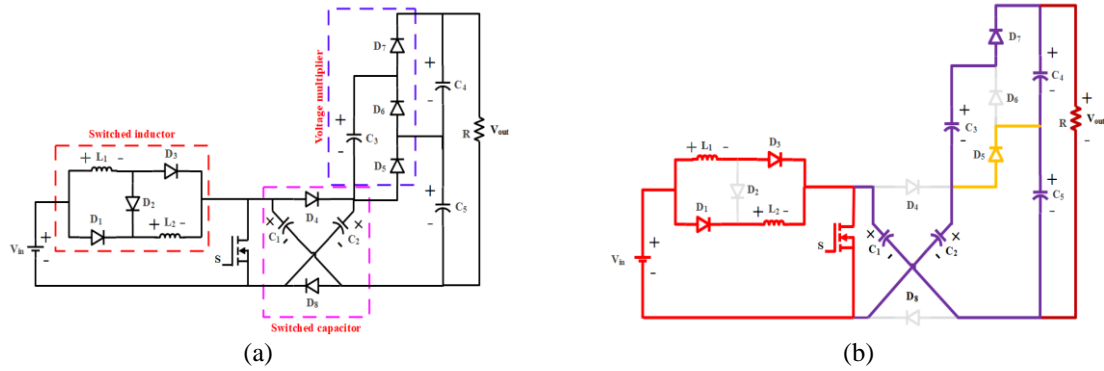 D7
Voltage multiplier
+
C4
-
D6
+
C3
-
R
Vout
Switched inductor
D5
+ L1 -
D3
+
C5
-
D2
D4
D1
+ L2 -
+
Vin
-
S
+
C1
-
+
C2
-
D8
Switched capacitor
(a)
D7
+
C4
-
D6
+
C3
-
+
R
Vout
-
D5
+ L1 -
D3
D2
+
C5
-
D4
D1
+ L2 -
+
Vin
-
S
+
C1
-
+
C2
-
D8
(b)